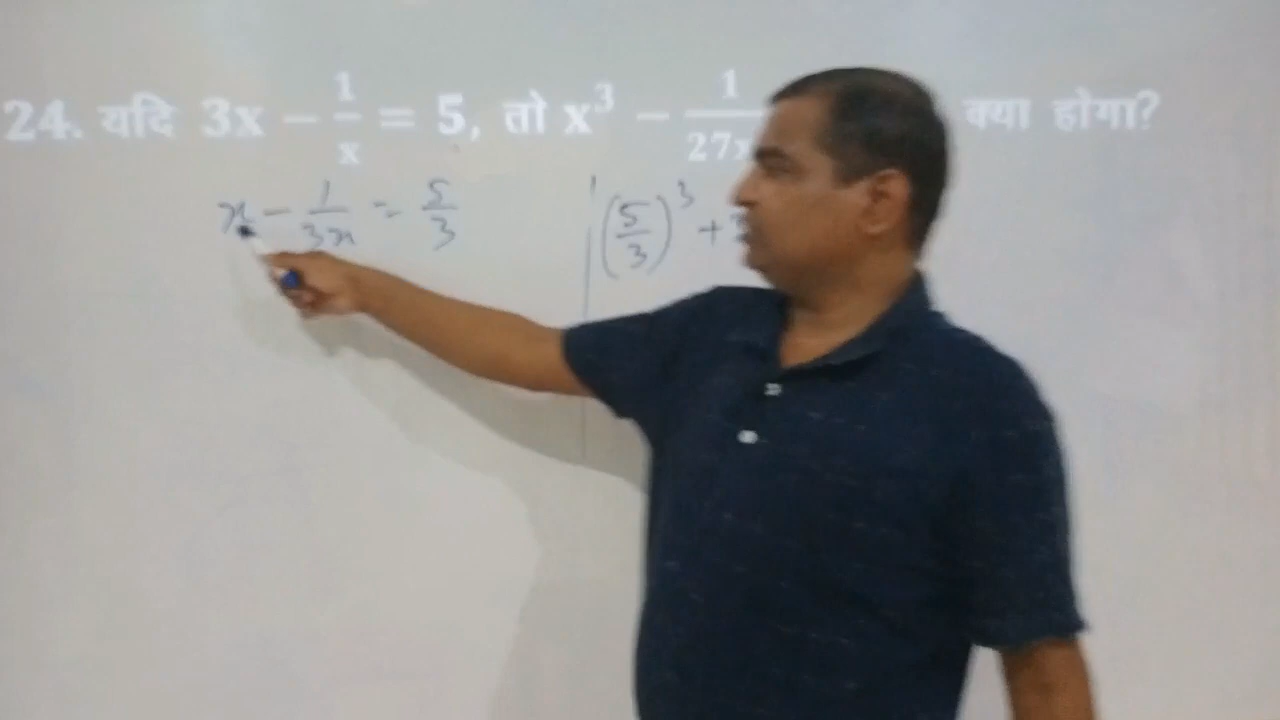 24. यदि 3x − 1/x = 5, तो x³ − 1/27x क्या होगा?
x − 1/3x = 5/3
(5/3)³ +